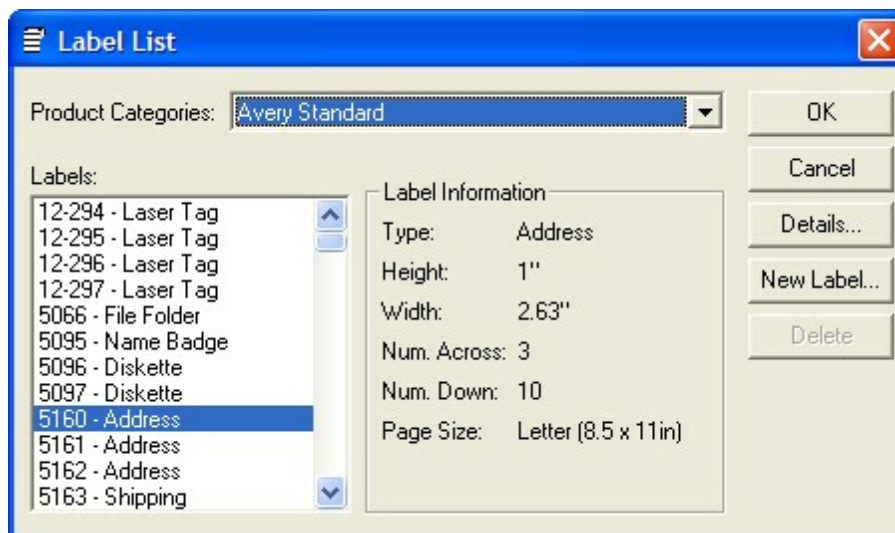 Label List
Product Categories: Avery Standard
OK
Cancel
Details...
New Label...
Delete
Labels:
12-294 - Laser Tag
12-295 - Laser Tag
12-296 - Laser Tag
12-297 - Laser Tag
5066 - File Folder
5095 - Name Badge
5096 - Diskette
5097 - Diskette
5160 - Address
5161 - Address
5162 - Address
5163 - Shipping
Label Information
Type: Address
Height: 1"
Width: 2.63"
Num. Across: 3
Num. Down: 10
Page Size: Letter (8.5 x 11in)